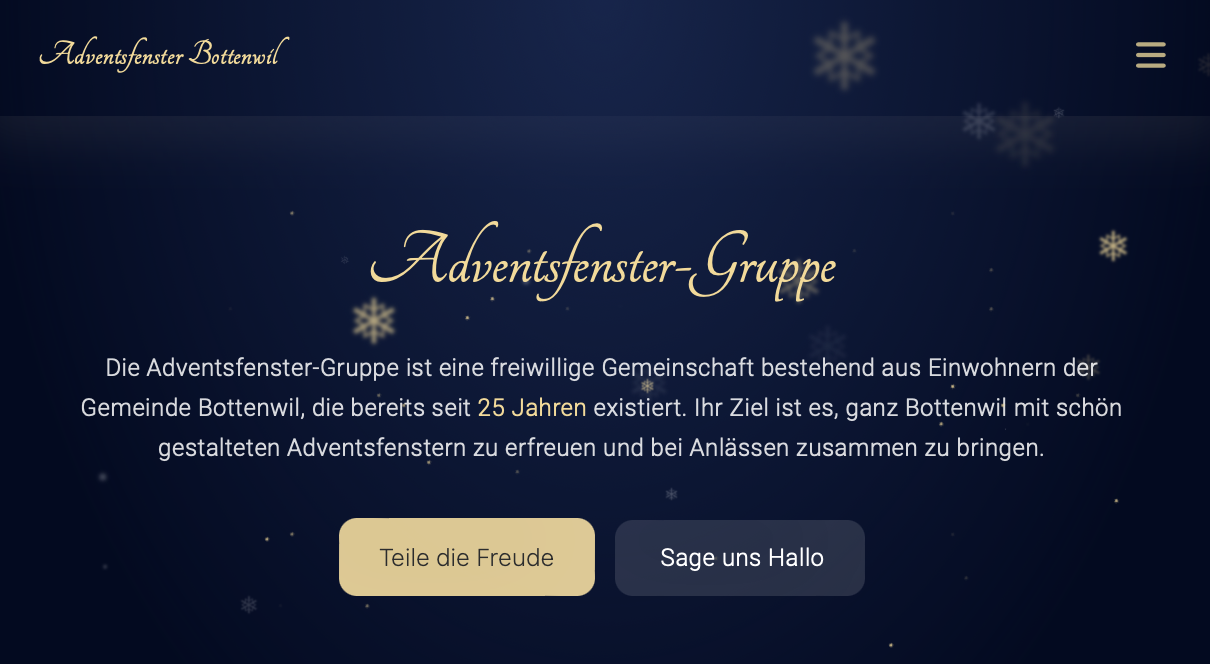 Adventsfenster Bottenwil
Adventsfenster-Gruppe
Die Adventsfenster-Gruppe ist eine freiwillige Gemeinschaft bestehend aus Einwohnern der
Gemeinde Bottenwil, die bereits seit 25 Jahren existiert. Ihr Ziel ist es, ganz Bottenwil mit schön
gestalteten Adventsfenstern zu erfreuen und bei Anlässen zusammen zu bringen.
Teile die Freude
Sage uns Hallo